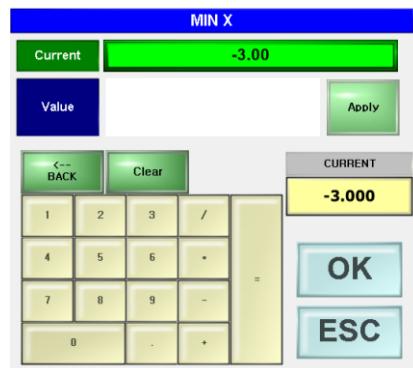 MIN X
Current
-3.00
Value
Apply
<--
BACK
Clear
CURRENT
-3.000
1 2 3 /
4 5 6 *
=
7 8 9 -
0 . +
OK
ESC